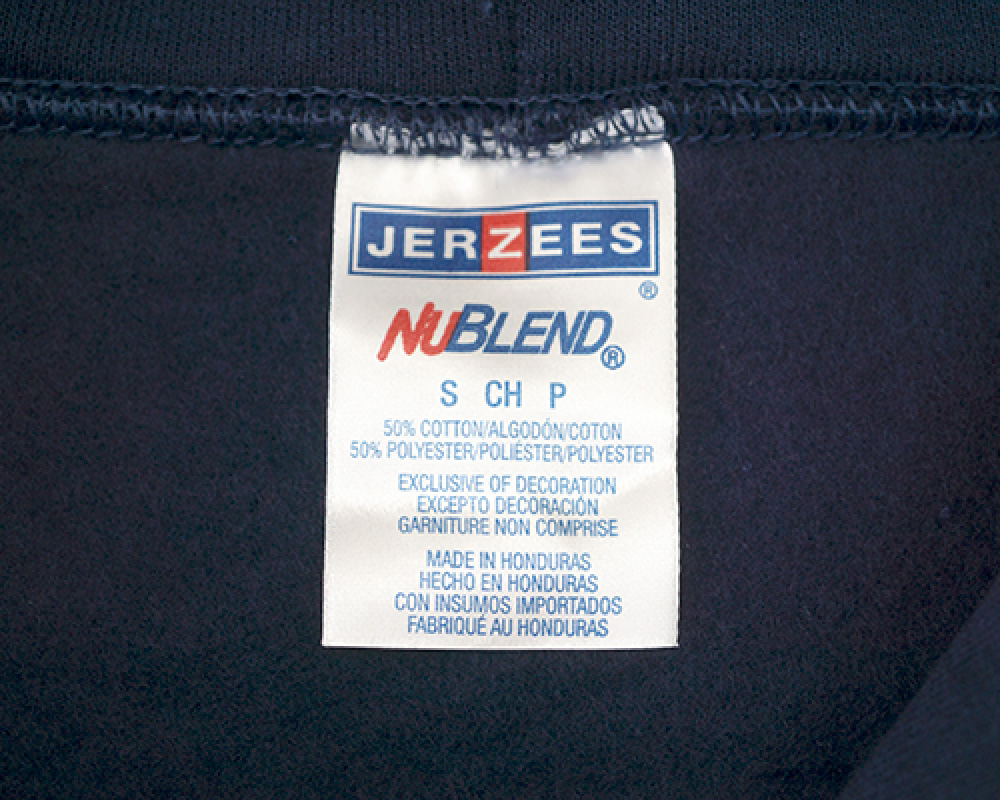 JERZEES
®
NUBLEND®
S CH P
50% COTTON/ALGODÓN/COTON
50% POLYESTER/POLIÉSTER/POLYESTER
EXCLUSIVE OF DECORATION
EXCEPTO DECORACIÓN
GARNITURE NON COMPRISE
MADE IN HONDURAS
HECHO EN HONDURAS
CON INSUMOS IMPORTADOS
FABRIQUÉ AU HONDURAS